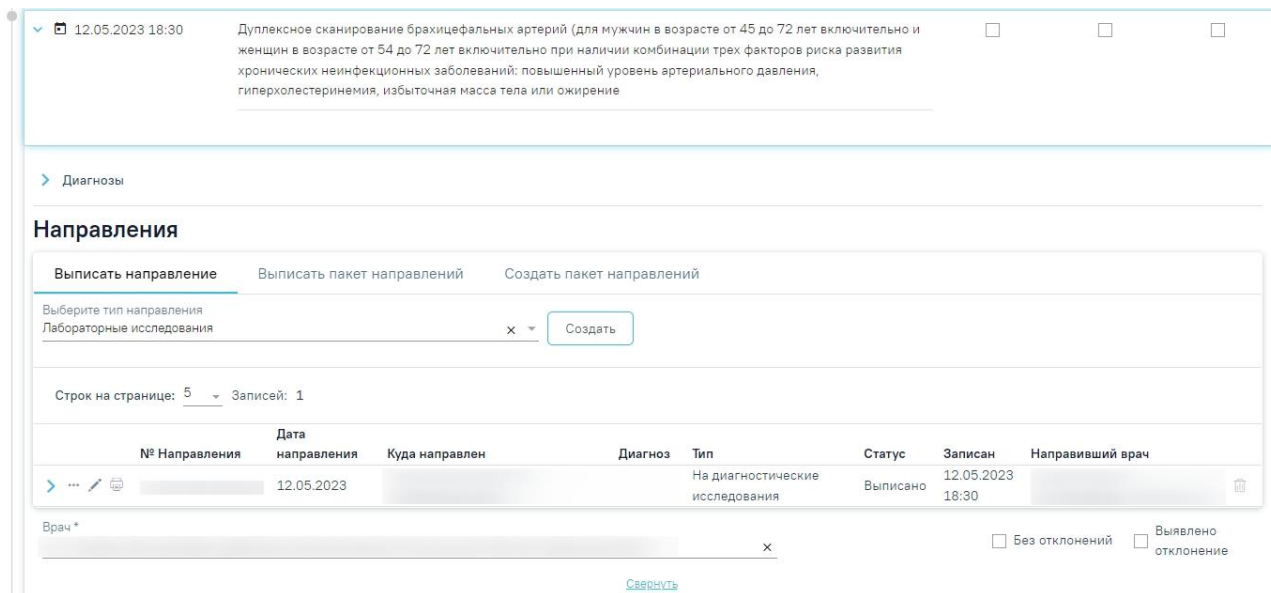 12.05.2023 18:30
Дуплексное сканирование брахицефальных артерий (для мужчин в возрасте от 45 до 72 лет включительно и
женщин в возрасте от 54 до 72 лет включительно при наличии комбинации трех факторов риска развития
хронических неинфекционных заболеваний: повышенный уровень артериального давления,
гиперхолестеринемия, избыточная масса тела или ожирение
Диагнозы
Направления
Выписать направление Выписать пакет направлений Создать пакет направлений
Выберите тип направления
Лабораторные исследования
Создать
Строк на странице: 5 Записей: 1
№ Направления Дата направления Куда направлен Диагноз Тип Статус Записан Направивший врач
12.05.2023 На диагностические исследования Выписано 12.05.2023 18:30
Врач *
Без отклонений Выявлено отклонение
Свернуть